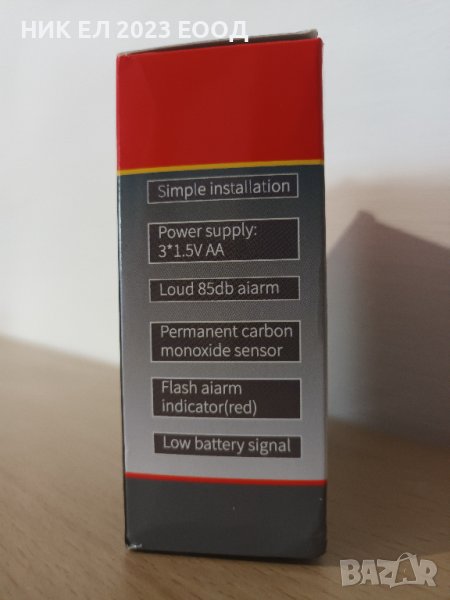 НИК ЕЛ 2023 ЕООД
Simple installation
Power supply:
3*1.5V AA
Loud 85db aiarm
Permanent carbon
monoxide sensor
Flash aiarm
indicator(red)
Low battery signal
BAZAR